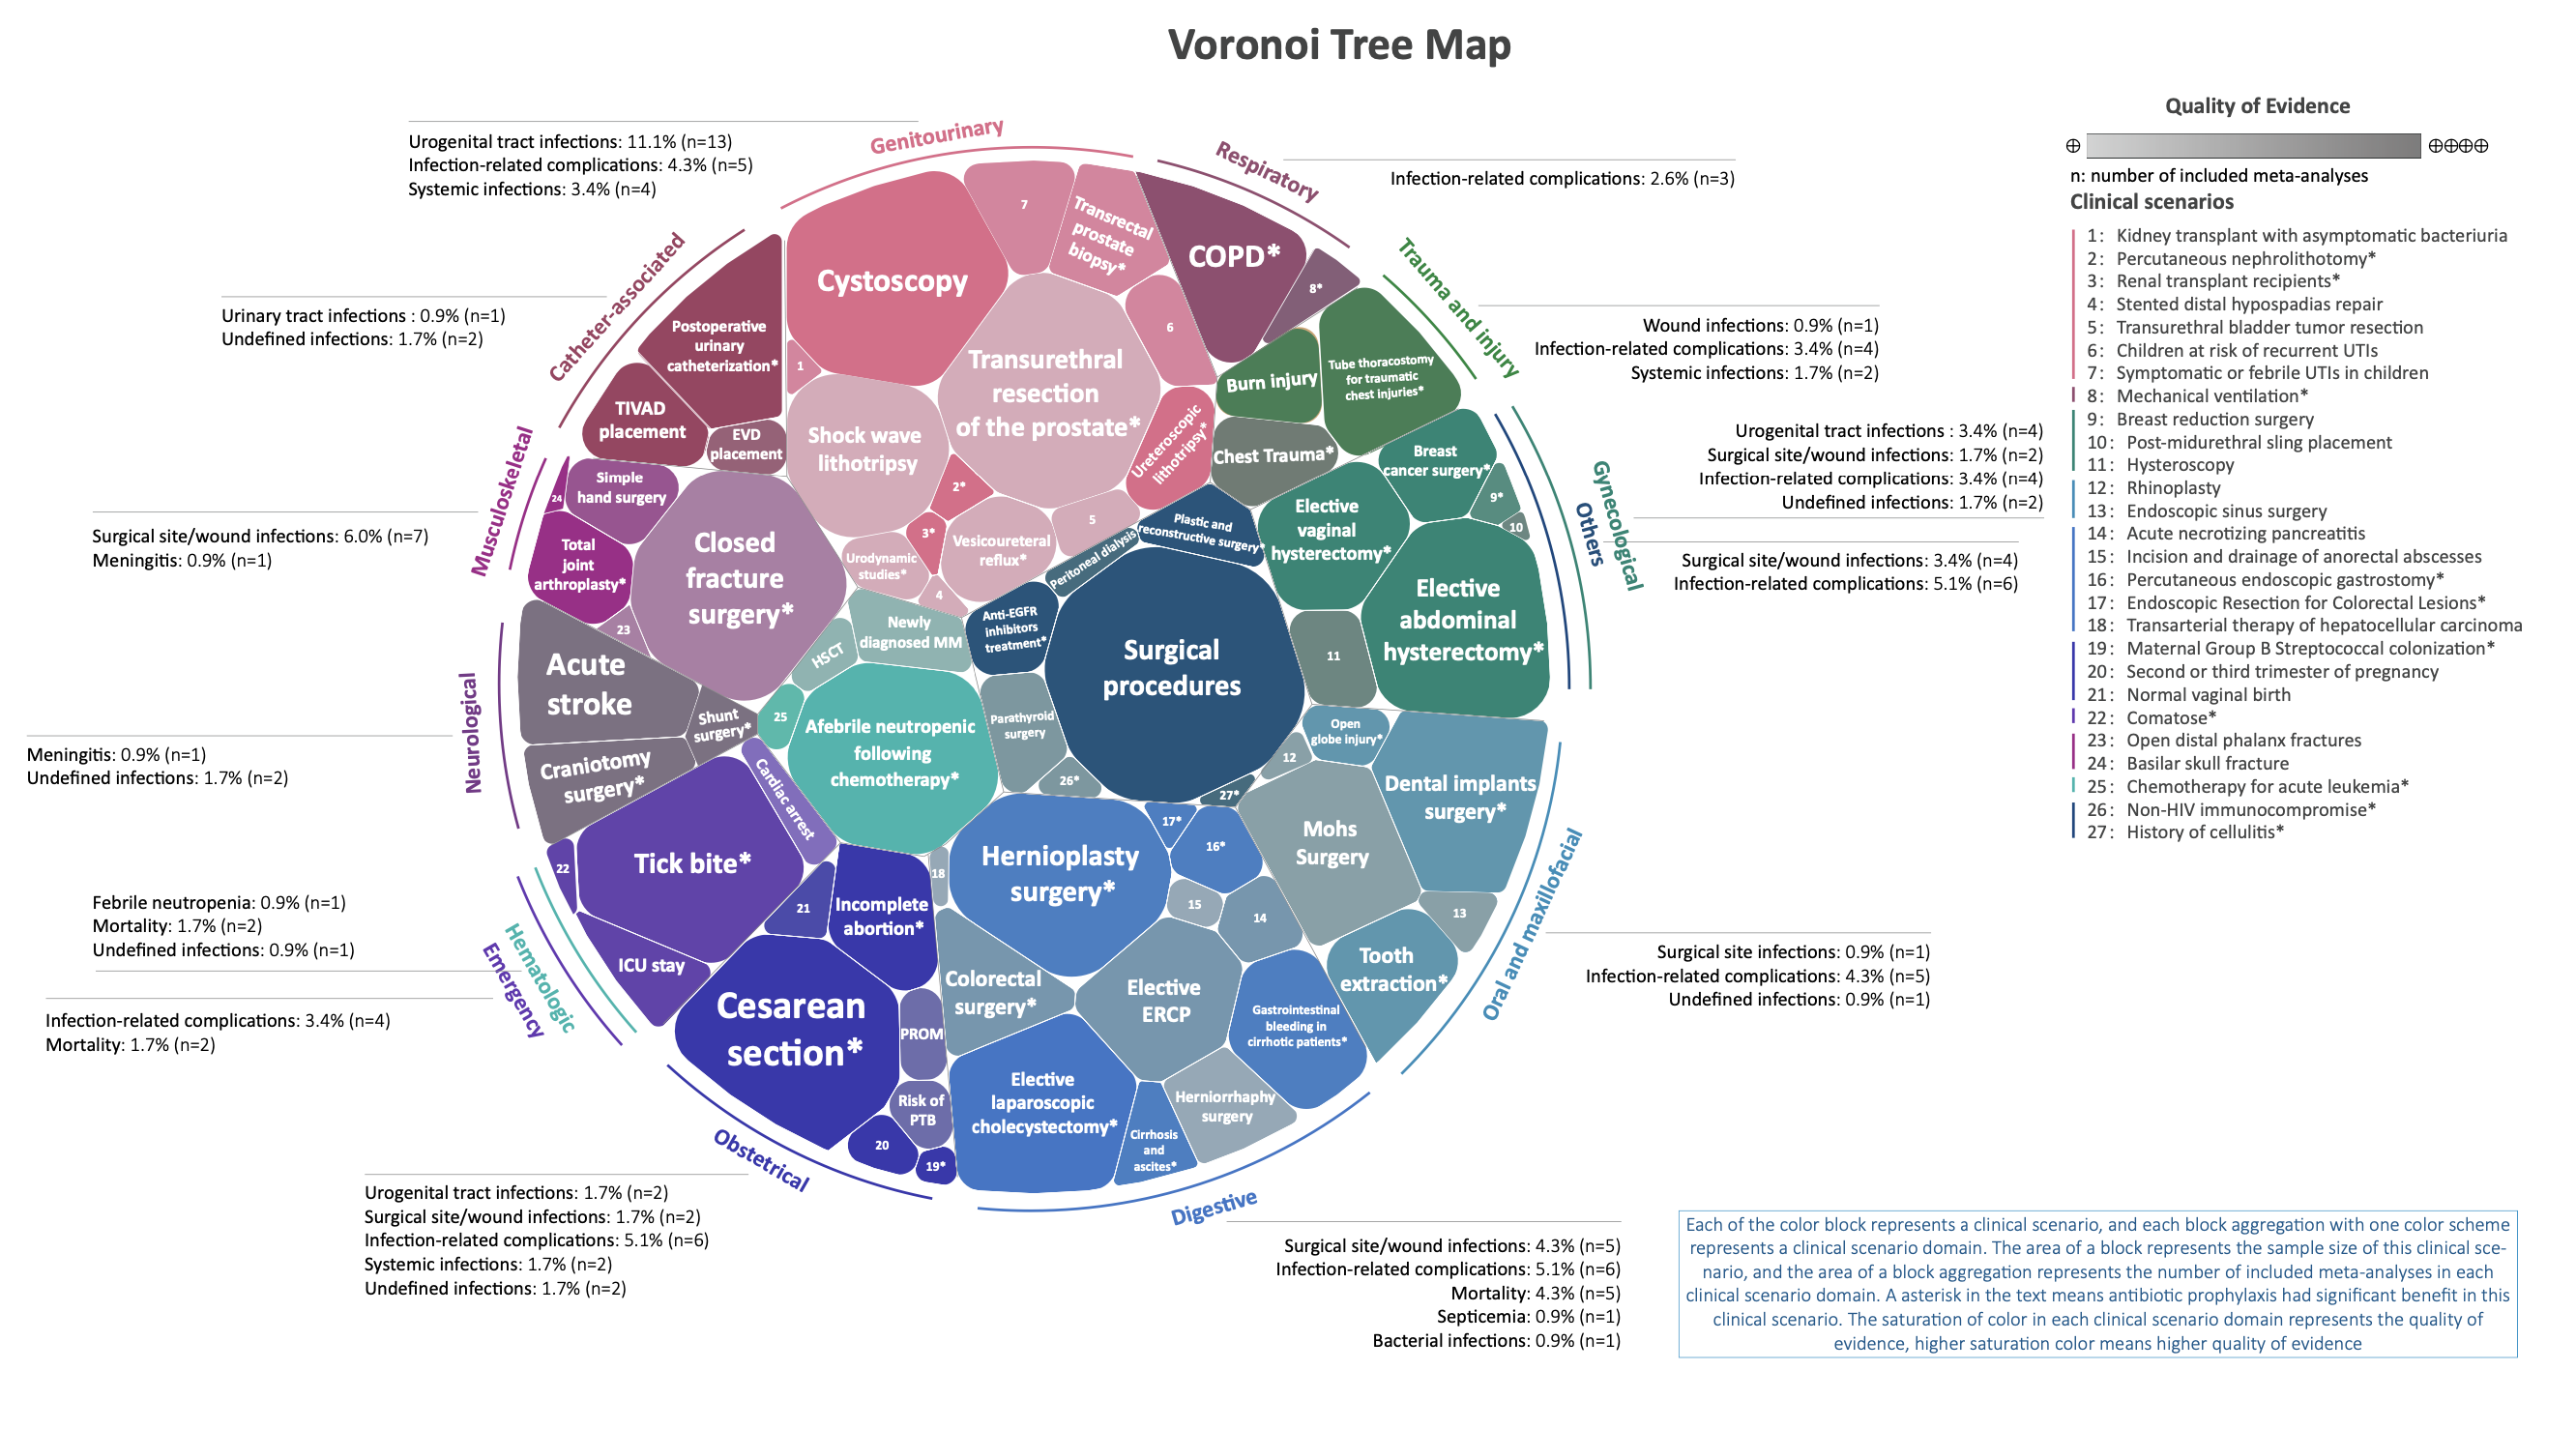 Voronoi Tree Map
Quality of Evidence
⊕ ⊕⊕⊕⊕
n: number of included meta-analyses
Clinical scenarios
1: Kidney transplant with asymptomatic bacteriuria
2: Percutaneous nephrolithotomy*
3: Renal transplant recipients*
4: Stented distal hypospadias repair
5: Transurethral bladder tumor resection
6: Children at risk of recurrent UTIs
7: Symptomatic or febrile UTIs in children
8: Mechanical ventilation*
9: Breast reduction surgery
10: Post-midurethral sling placement
11: Hysteroscopy
12: Rhinoplasty
13: Endoscopic sinus surgery
14: Acute necrotizing pancreatitis
15: Incision and drainage of anorectal abscesses
16: Percutaneous endoscopic gastrostomy*
17: Endoscopic Resection for Colorectal Lesions*
18: Transarterial therapy of hepatocellular carcinoma
19: Maternal Group B Streptococcal colonization*
20: Second or third trimester of pregnancy
21: Normal vaginal birth
22: Comatose*
23: Open distal phalanx fractures
24: Basilar skull fracture
25: Chemotherapy for acute leukemia*
26: Non-HIV immunocompromise*
27: History of cellulitis*
Genitourinary
Urogenital tract infections: 11.1% (n=13)
Infection-related complications: 4.3% (n=5)
Systemic infections: 3.4% (n=4)
Cystoscopy
7
Transrectal
prostate
biopsy*
6
1
Transurethral
resection
of the prostate*
Shock wave
lithotripsy
Ureteroscopic
lithotripsy*
2*
3*
Urodynamic
studies*
Vesicoureteral
reflux*
5
4
Respiratory
Infection-related complications: 2.6% (n=3)
COPD*
8*
Trauma and injury
Wound infections: 0.9% (n=1)
Infection-related complications: 3.4% (n=4)
Systemic infections: 1.7% (n=2)
Burn injury
Tube thoracostomy
for traumatic
chest injuries*
Chest Trauma*
Gynecological
Urogenital tract infections : 3.4% (n=4)
Surgical site/wound infections: 1.7% (n=2)
Infection-related complications: 3.4% (n=4)
Undefined infections: 1.7% (n=2)
Breast
cancer surgery*
9*
10
Elective
vaginal
hysterectomy*
Elective
abdominal
hysterectomy*
11
Others
Surgical site/wound infections: 3.4% (n=4)
Infection-related complications: 5.1% (n=6)
Plastic and
reconstructive surgery*
Peritoneal dialysis
Anti-EGFR
inhibitors
treatment*
Surgical
procedures
Parathyroid
surgery
26*
27*
Oral and maxillofacial
Surgical site infections: 0.9% (n=1)
Infection-related complications: 4.3% (n=5)
Undefined infections: 0.9% (n=1)
Open
globe injury*
12
Dental implants
surgery*
Mohs
Surgery
13
Tooth
extraction*
Digestive
Surgical site/wound infections: 4.3% (n=5)
Infection-related complications: 5.1% (n=6)
Mortality: 4.3% (n=5)
Septicemia: 0.9% (n=1)
Bacterial infections: 0.9% (n=1)
Hernioplasty
surgery*
17*
16*
15
14
18
Colorectal
surgery*
Elective
ERCP
Gastrointestinal
bleeding in
cirrhotic patients*
Elective
laparoscopic
cholecystectomy*
Cirrhosis
and
ascites*
Herniorrhaphy
surgery
Obstetrical
Urogenital tract infections: 1.7% (n=2)
Surgical site/wound infections: 1.7% (n=2)
Infection-related complications: 5.1% (n=6)
Systemic infections: 1.7% (n=2)
Undefined infections: 1.7% (n=2)
21
Incomplete
abortion*
Cesarean
section*
PROM
Risk of
PTB
20
19*
Emergency
Infection-related complications: 3.4% (n=4)
Mortality: 1.7% (n=2)
Cardiac arrest
Tick bite*
22
ICU stay
Hematologic
Febrile neutropenia: 0.9% (n=1)
Mortality: 1.7% (n=2)
Undefined infections: 0.9% (n=1)
Newly
diagnosed MM
HSCT
25
Afebrile neutropenic
following
chemotherapy*
Neurological
Meningitis: 0.9% (n=1)
Undefined infections: 1.7% (n=2)
Acute
stroke
Shunt
surgery*
Craniotomy
surgery*
Musculoskeletal
Surgical site/wound infections: 6.0% (n=7)
Meningitis: 0.9% (n=1)
24
Simple
hand surgery
Total
joint
arthroplasty*
Closed
fracture
surgery*
23
Catheter-associated
Urinary tract infections : 0.9% (n=1)
Undefined infections: 1.7% (n=2)
Postoperative
urinary
catheterization*
TIVAD
placement
EVD
placement
Each of the color block represents a clinical scenario, and each block aggregation with one color scheme
represents a clinical scenario domain. The area of a block represents the sample size of this clinical sce-
nario, and the area of a block aggregation represents the number of included meta-analyses in each
clinical scenario domain. A asterisk in the text means antibiotic prophylaxis had significant benefit in this
clinical scenario. The saturation of color in each clinical scenario domain represents the quality of
evidence, higher saturation color means higher quality of evidence